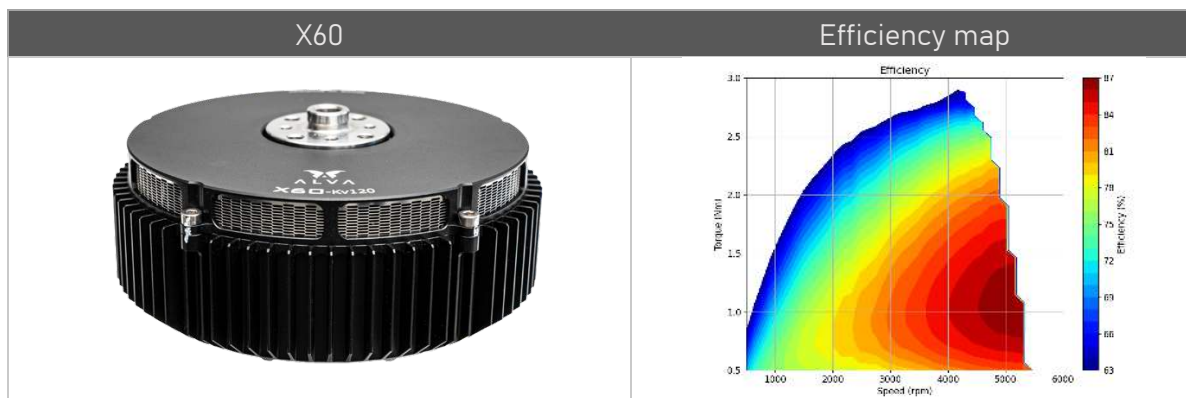 X60
Efficiency map
ALVA
X60-Kv120
Efficiency
3.0
2.5
2.0
1.5
1.0
0.5
Torque (Nm)
1000 2000 3000 4000 5000 6000
Speed (rpm)
87
84
81
78
75
72
69
66
63
Efficiency (%)